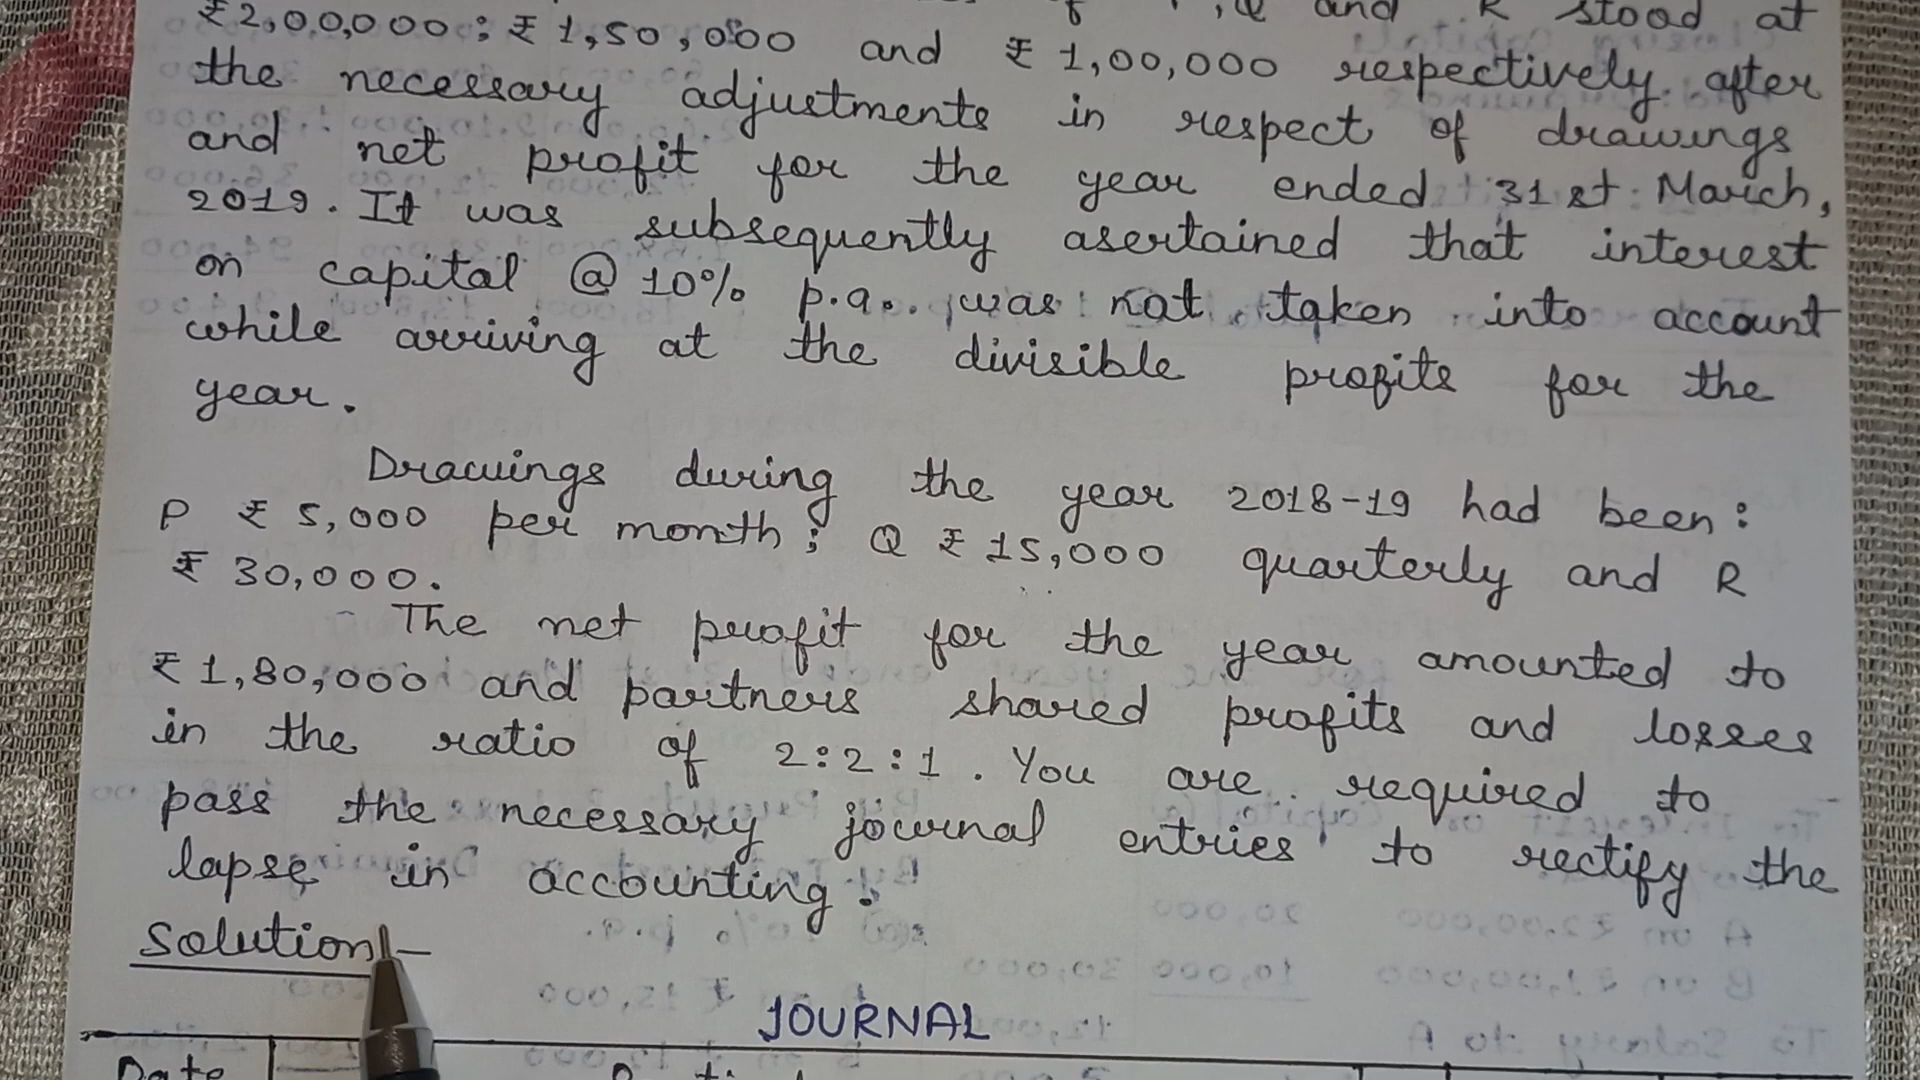 Q and R stood at
₹2,00,000; ₹1,50,000 and ₹1,00,000 respectively after
the necessary adjustments in respect of drawings
and net profit for the year ended 31st March,
2019. It was subsequently asertained that interest
on capital @ 10% p.a. was not taken into account
while arriving at the divisible profits for the
year.
Drawings during the year 2018-19 had been:
P ₹ 5,000 per month; Q ₹ 15,000 quarterly and R
₹ 30,000.
The net profit for the year amounted to
₹ 1,80,000 and partners shared profits and losses
in the ratio of 2:2:1. You are required to
pass the necessary journal entries to rectify the
lapse in accounting.
Solution -
JOURNAL
Date